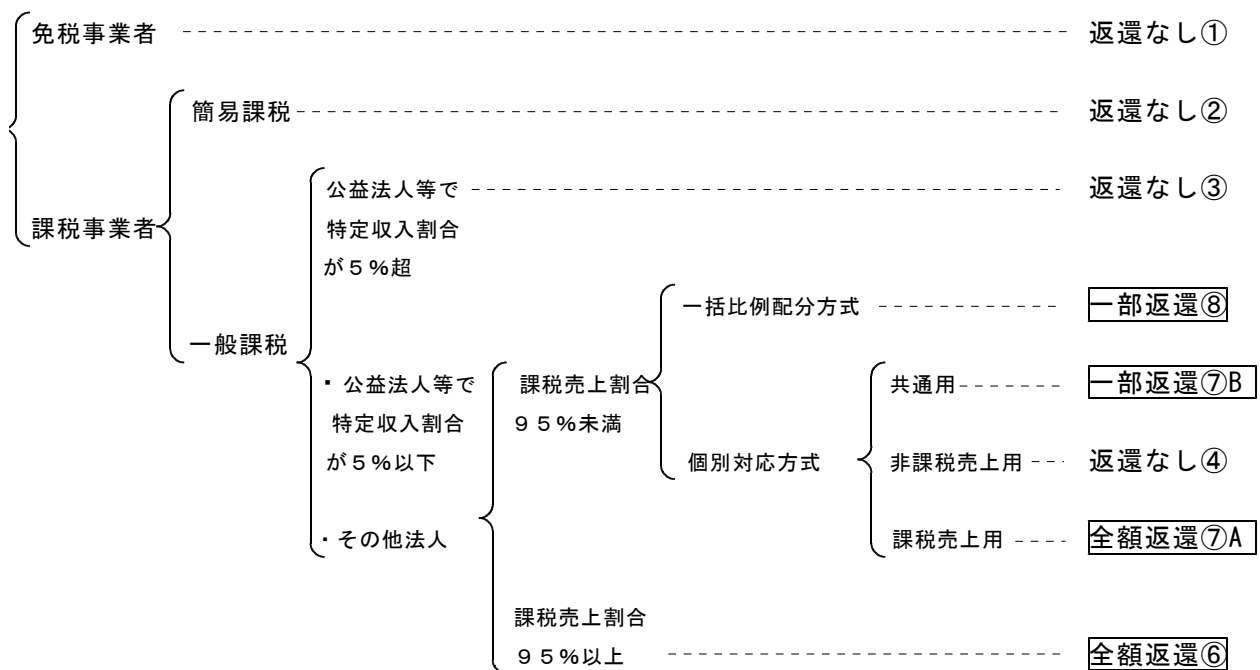 免税事業者 返還なし①
簡易課税 返還なし②
課税事業者
公益法人等で 返還なし③
特定収入割合
が5%超
一般課税
・公益法人等で
特定収入割合
が5%以下
・その他法人
課税売上割合
95%未満
一括比例配分方式 一部返還⑧
個別対応方式
共通用 一部返還⑦B
非課税売上用 返還なし④
課税売上用 全額返還⑦A
課税売上割合
95%以上 全額返還⑥